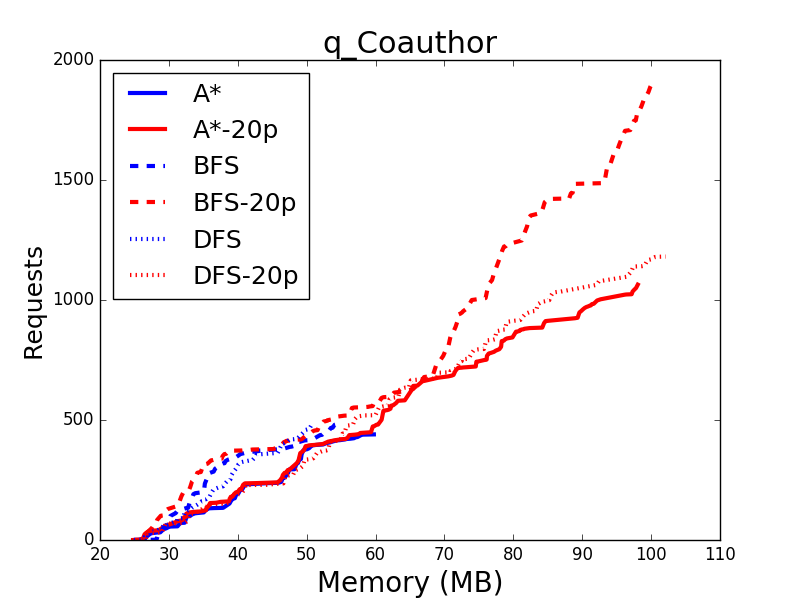 q_Coauthor
2000
1500
1000
500
0
Requests
A*
A*-20p
BFS
BFS-20p
DFS
DFS-20p
20 30 40 50 60 70 80 90 100 110
Memory (MB)